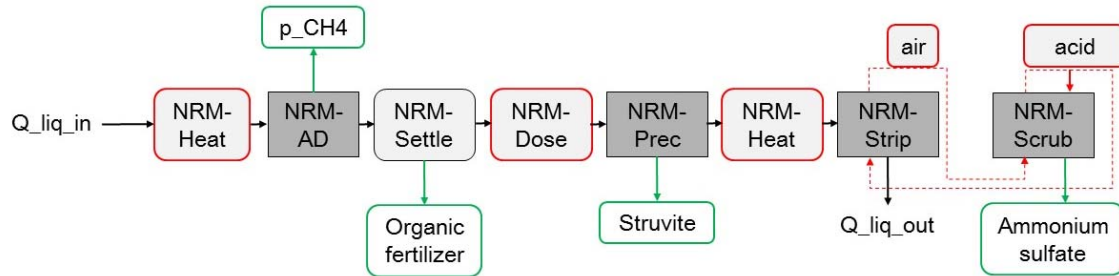 p_CH4
air
acid
Q_liq_in
NRM-
Heat
NRM-
AD
NRM-
Settle
NRM-
Dose
NRM-
Prec
NRM-
Heat
NRM-
Strip
NRM-
Scrub
Organic
fertilizer
Struvite
Q_liq_out
Ammonium
sulfate